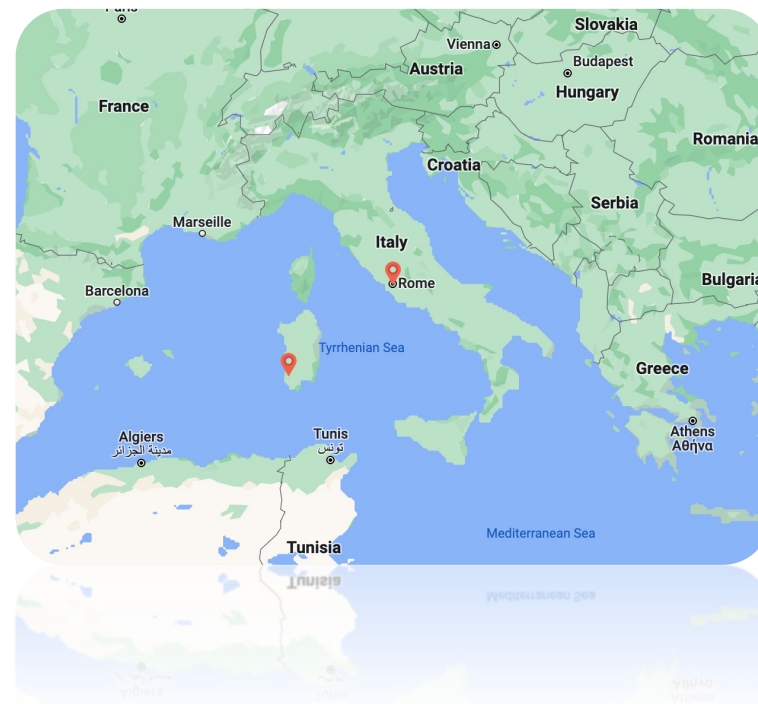 Paris
Slovakia
Vienna
Budapest
Austria
Hungary
France
Romania
Croatia
Serbia
Marseille
Italy
Bulgaria
Rome
Barcelona
Tyrrhenian Sea
Greece
Algiers
مدينة الجزائر
Tunis
تونس
Athens
Αθήνα
Mediterranean Sea
Tunisia